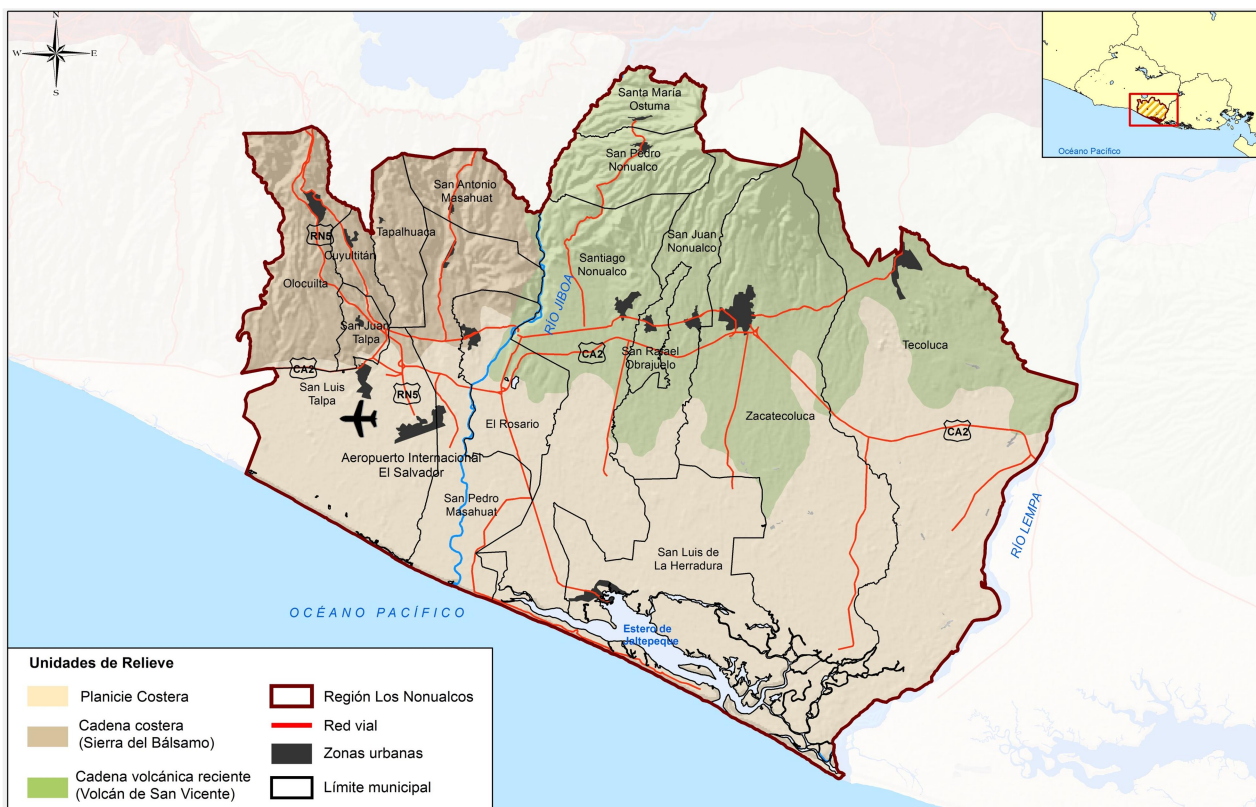 N
W
E
S
Océano Pacífico
Santa María
Ostuma
San Pedro
Nonualco
San Antonio
Masahuat
Tapalhuaca
RN5
Cuyultitán
Olocuilta
San Juan
Nonualco
Santiago
Nonualco
RÍO JIBOA
San Juan
Talpa
CA2
San Luis
Talpa
RN5
CA2
San Rafael
Obrajuelo
Tecoluca
Zacatecoluca
CA2
El Rosario
Aeropuerto Internacional
El Salvador
San Pedro
Masahuat
RÍO LEMPA
San Luis de
La Herradura
OCÉANO PACÍFICO
Estero de
Jaltepeque
Unidades de Relieve
Planicie Costera
Cadena costera
(Sierra del Bálsamo)
Cadena volcánica reciente
(Volcán de San Vicente)
Región Los Nonualcos
Red vial
Zonas urbanas
Límite municipal